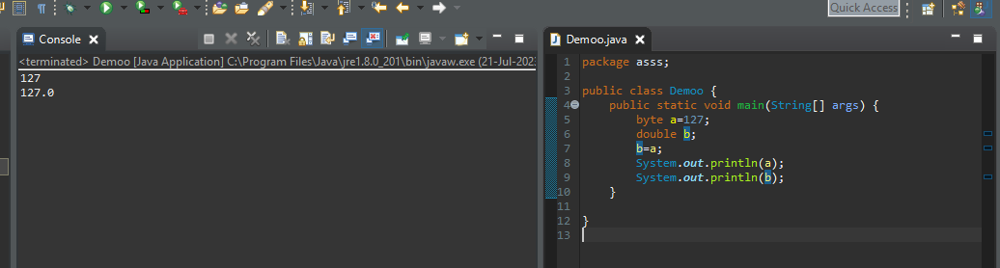 Quick Access
Console
<terminated> Demoo [Java Application] C:\Program Files\Java\jre1.8.0_201\bin\javaw.exe (21-Jul-202
127
127.0
Demoo.java
1 package asss;
2
3 public class Demoo {
4 public static void main(String[] args) {
5 byte a=127;
6 double b;
7 b=a;
8 System.out.println(a);
9 System.out.println(b);
10 }
11
12 }
13